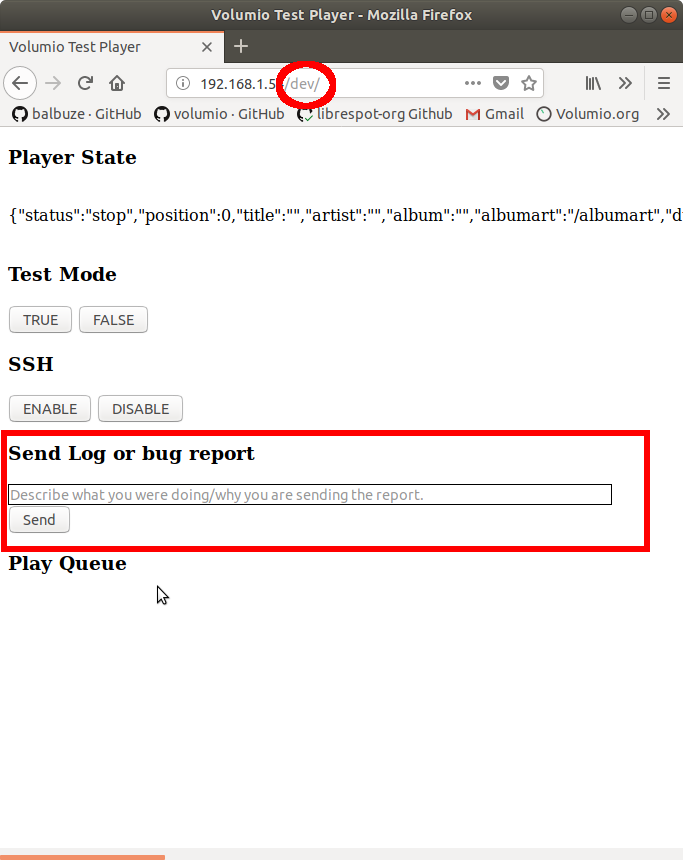 Volumio Test Player - Mozilla Firefox
Volumio Test Player
192.168.1.5 /dev/
balbuze · GitHub volumio · GitHub librespot-org Github Gmail Volumio.org
Player State
{"status":"stop","position":0,"title":"","artist":"","album":"","albumart":"/albumart","d
Test Mode
TRUE FALSE
SSH
ENABLE DISABLE
Send Log or bug report
Describe what you were doing/why you are sending the report.
Send
Play Queue